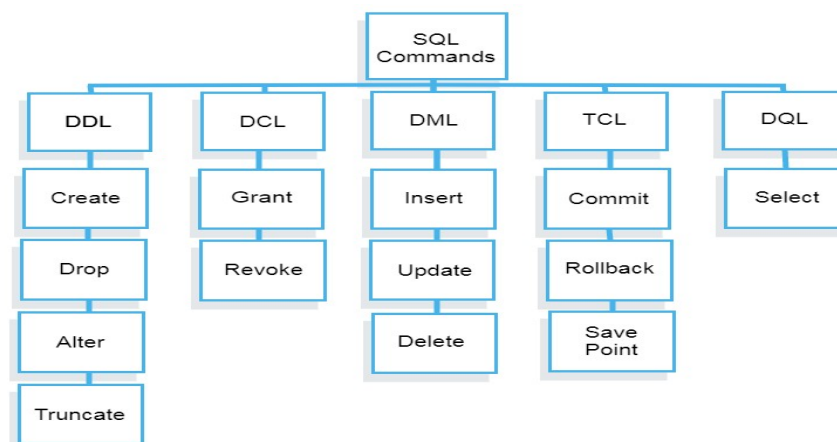 SQL
Commands
DDL
DCL
DML
TCL
DQL
Create
Grant
Insert
Commit
Select
Drop
Revoke
Update
Rollback
Alter
Delete
Save
Point
Truncate